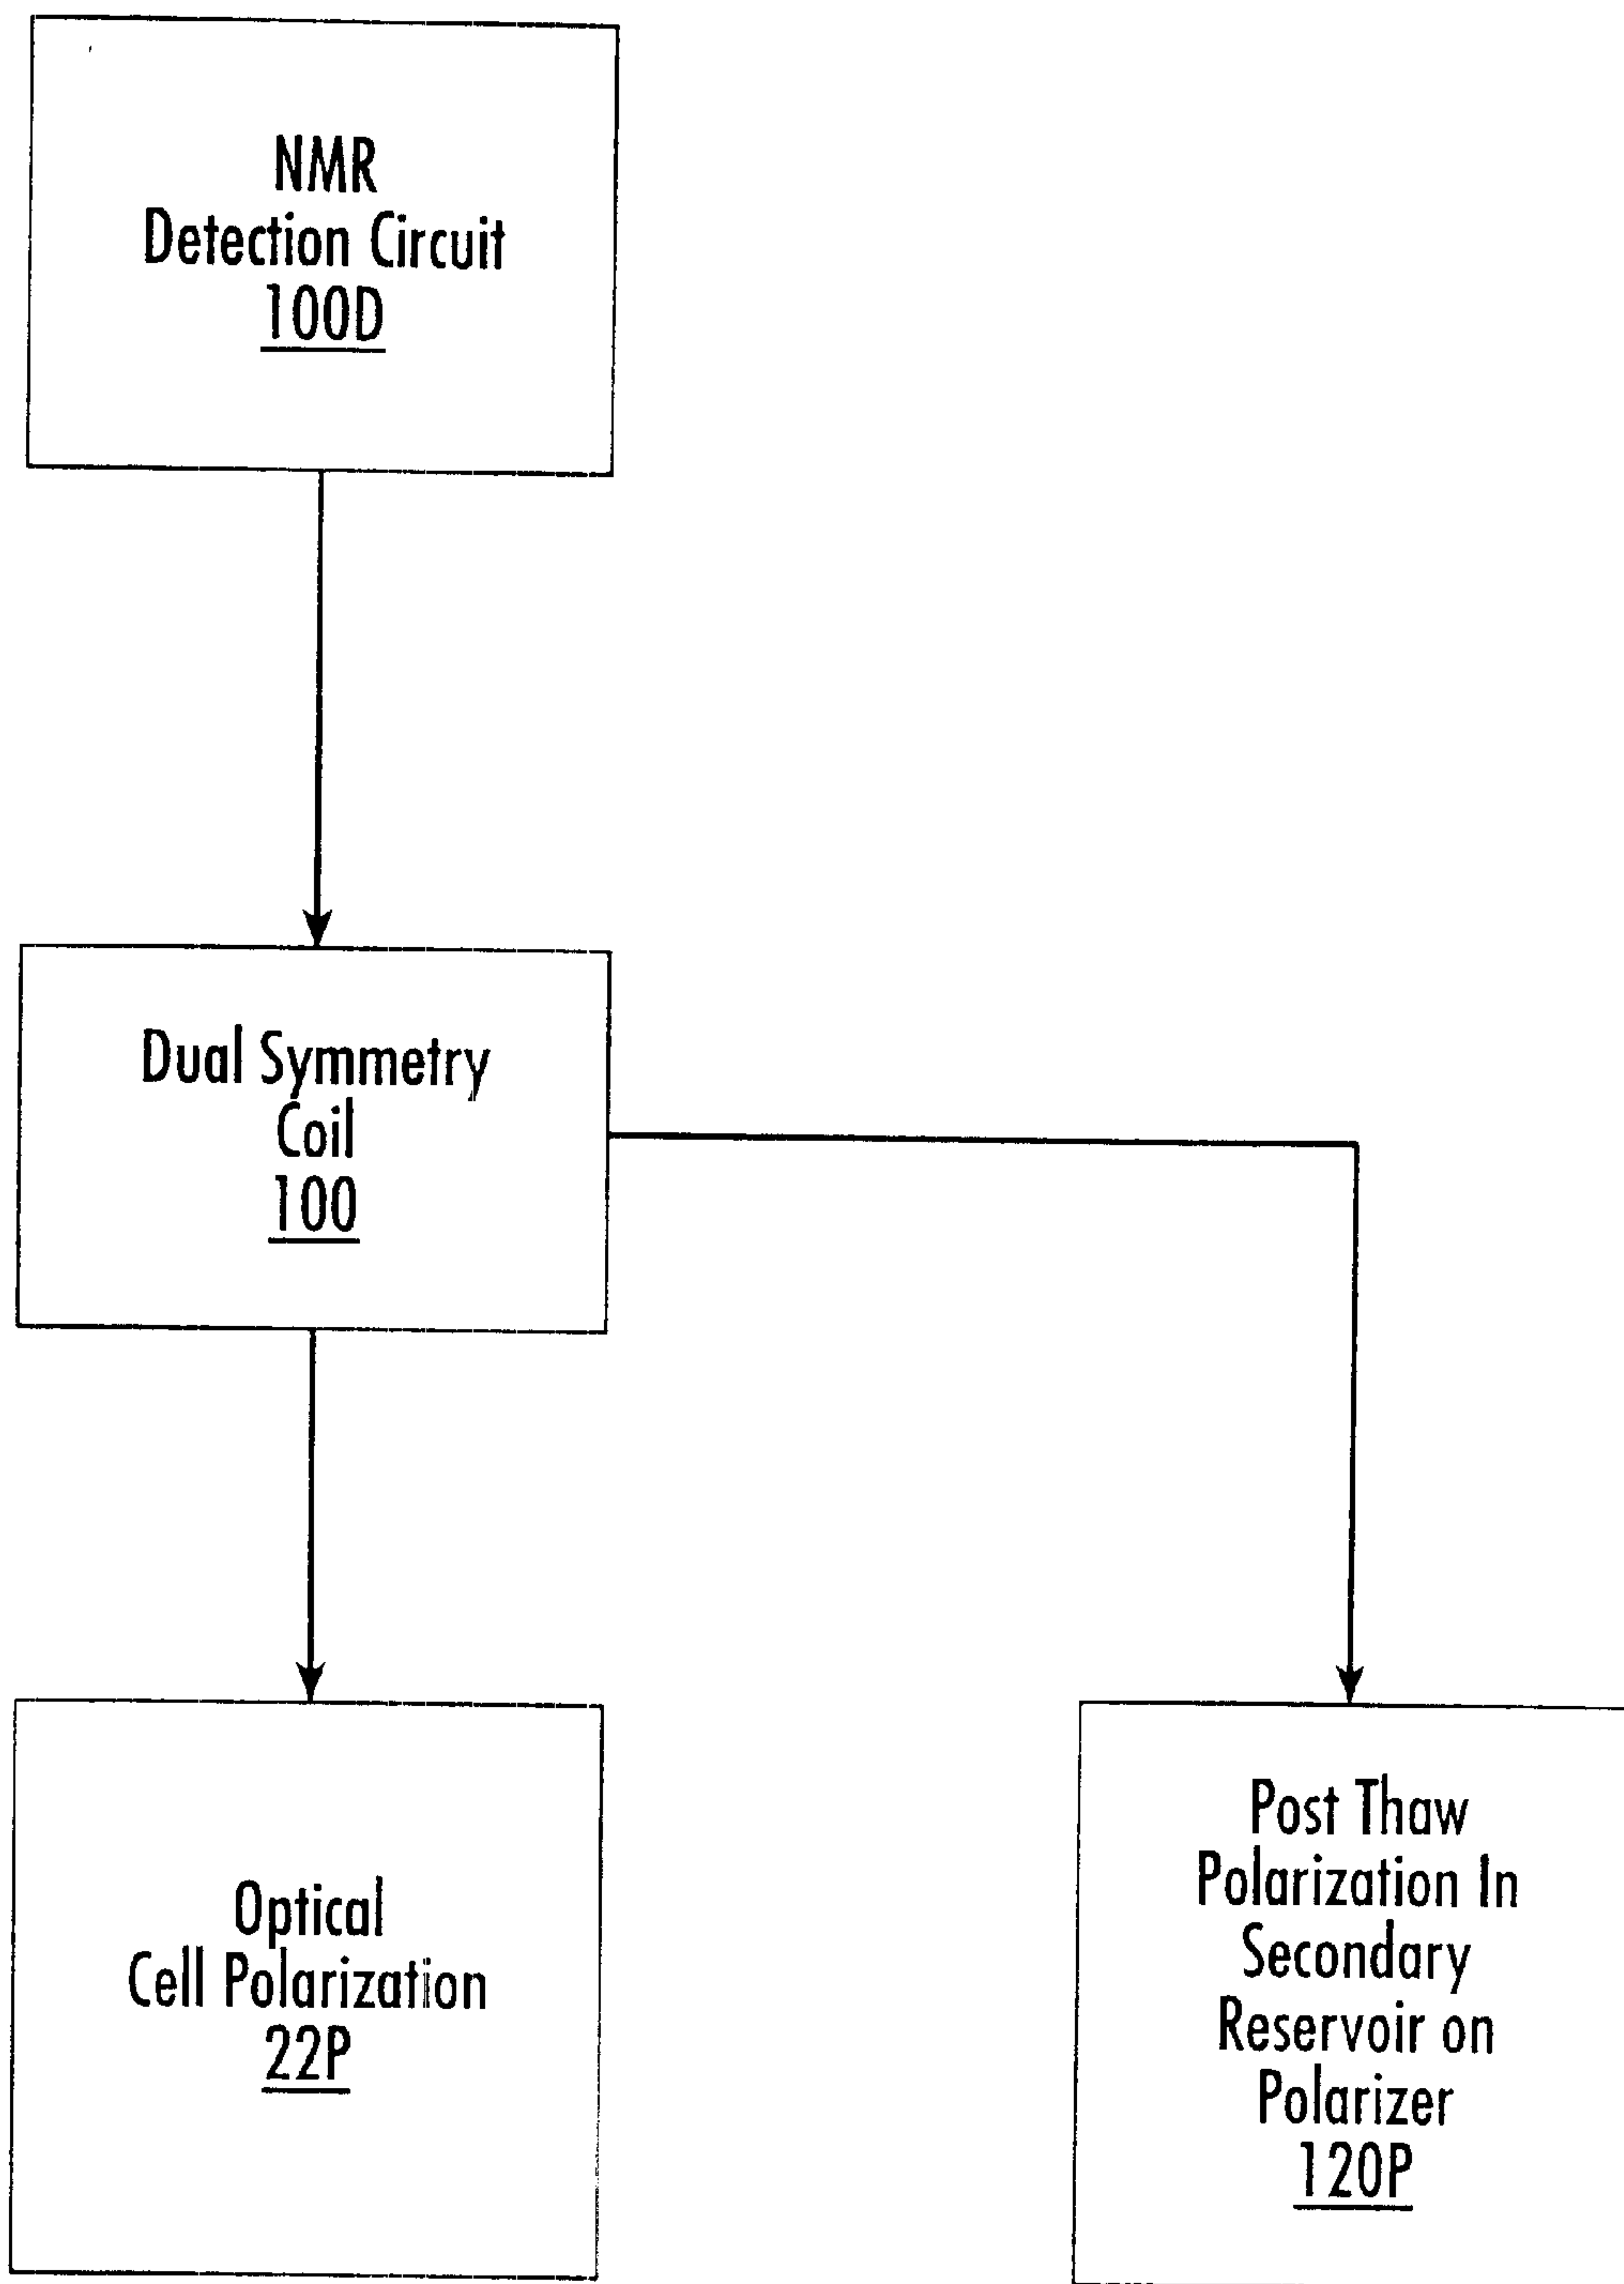 NMR
Detection Circuit
100D
Dual Symmetry
Coil
100
Optical
Cell Polarization
22P
Post Thaw
Polarization In
Secondary
Reservoir on
Polarizer
120P